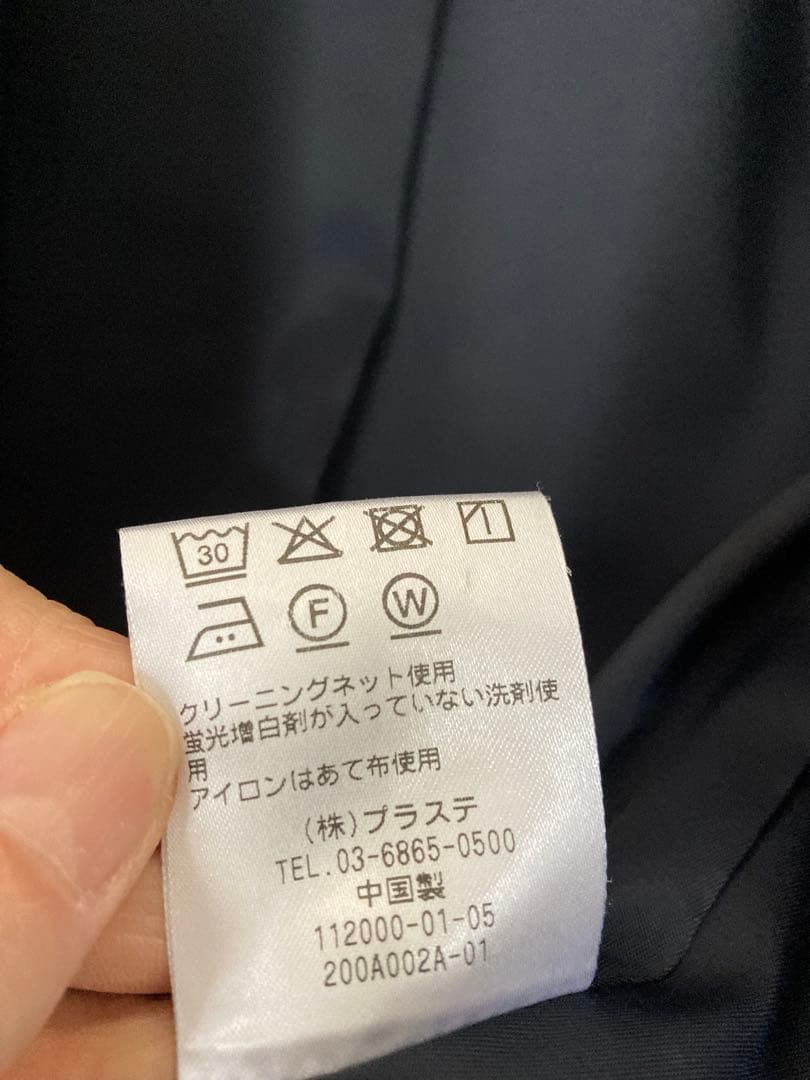 30
F W
クリーニングネット使用
蛍光増白剤が入っていない洗剤使
用
アイロンはあて布使用
(株)プラステ
TEL.03-6865-0500
中国製
112000-01-05
200A002A-01